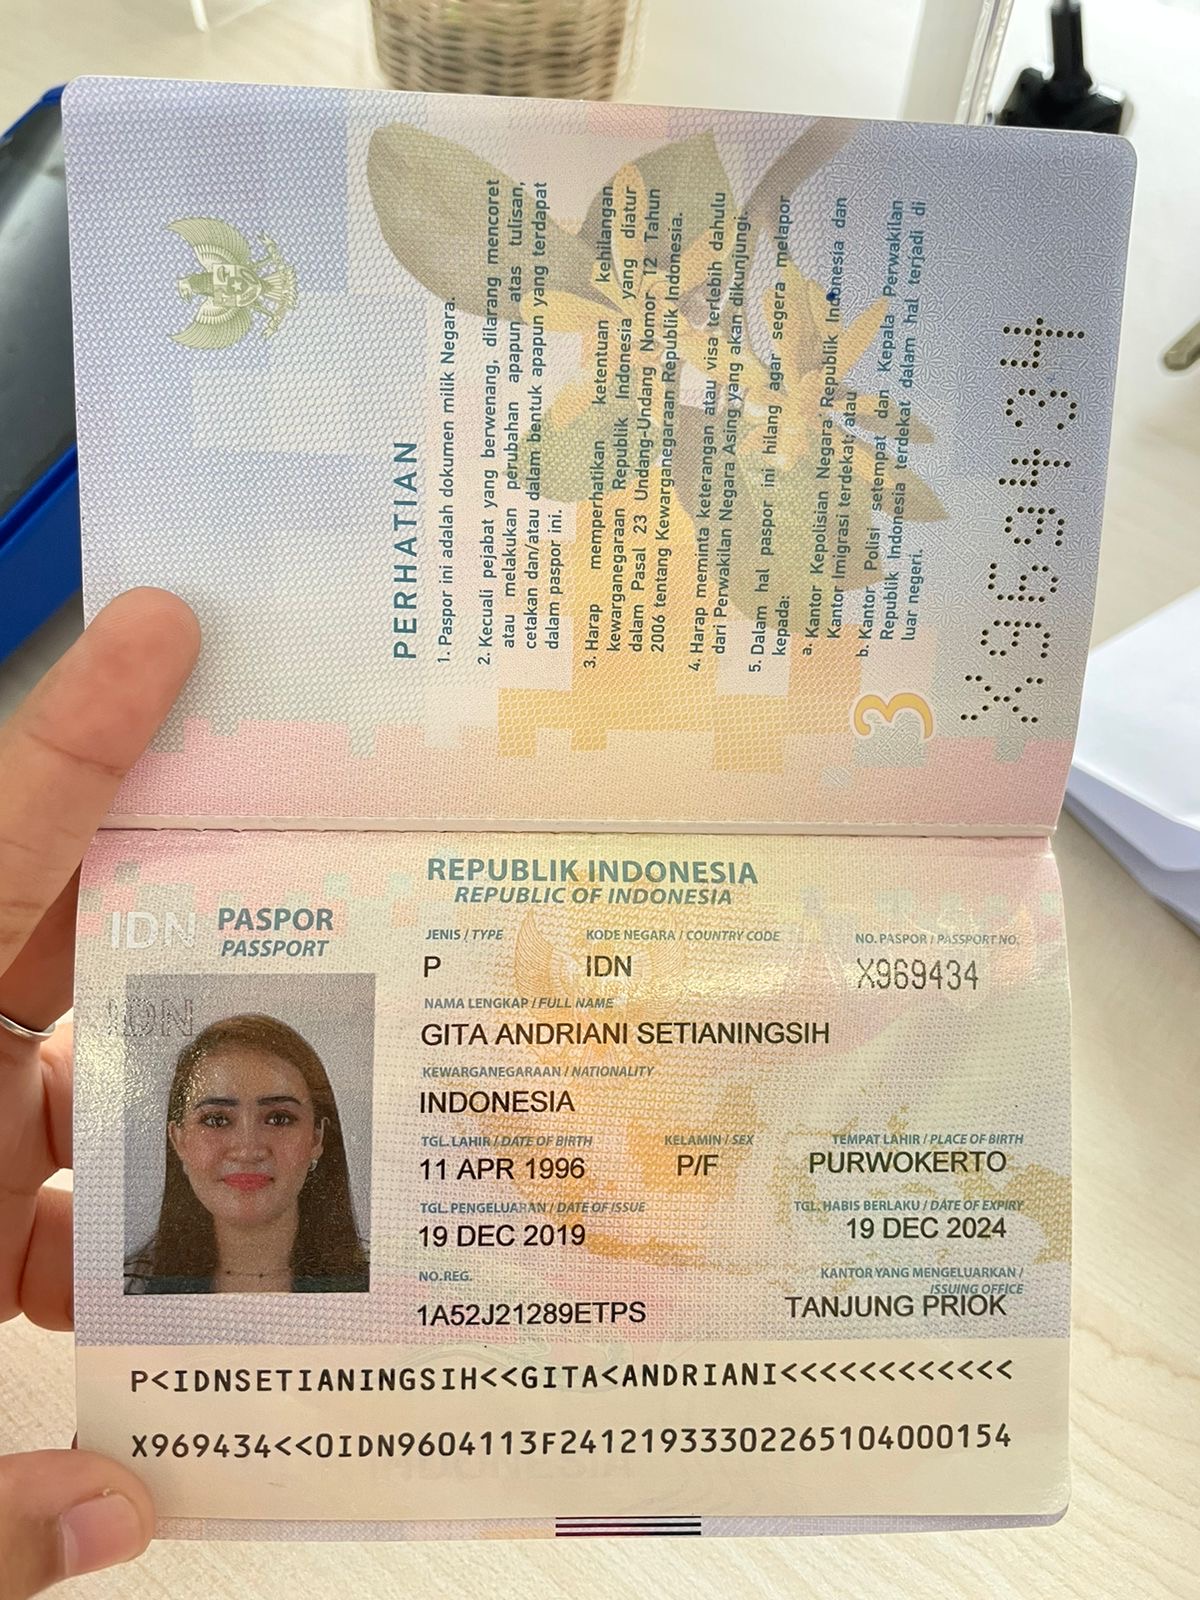 PERHATIAN
1. Paspor ini adalah dokumen milik Negara.
2. Kecuali pejabat yang berwenang, dilarang mencoret
atau melakukan perubahan apapun atas tulisan,
cetakan dan/atau dalam bentuk apapun yang terdapat
dalam paspor ini.
3. Harap memperhatikan ketentuan kehilangan
kewarganegaraan Republik Indonesia yang diatur
dalam Pasal 23 Undang-Undang Nomor 12 Tahun
2006 tentang Kewarganegaraan Republik Indonesia.
4. Harap meminta keterangan atau visa terlebih dahulu
dari Perwakilan Negara Asing yang akan dikunjungi.
5. Dalam hal paspor ini hilang agar segera melapor
kepada:
a. Kantor Kepolisian Negara Republik Indonesia dan
Kantor Imigrasi terdekat; atau
b. Kantor Polisi setempat dan Kepala Perwakilan
Republik Indonesia terdekat dalam hal terjadi di
luar negeri.
3
X969434
REPUBLIK INDONESIA
REPUBLIC OF INDONESIA
IDN PASPOR
PASSPORT
IDN
JENIS / TYPE KODE NEGARA / COUNTRY CODE NO. PASPOR / PASSPORT NO.
P IDN X969434
NAMA LENGKAP / FULL NAME
GITA ANDRIANI SETIANINGSIH
KEWARGANEGARAAN / NATIONALITY
INDONESIA
TGL. LAHIR / DATE OF BIRTH KELAMIN / SEX TEMPAT LAHIR / PLACE OF BIRTH
11 APR 1996 P/F PURWOKERTO
TGL. PENGELUARAN / DATE OF ISSUE TGL. HABIS BERLAKU / DATE OF EXPIRY
19 DEC 2019 19 DEC 2024
NO. REG. KANTOR YANG MENGELUARKAN /
ISSUING OFFICE
1A52J21289ETPS TANJUNG PRIOK
P<IDNSETIANINGSIH<<GITA<ANDRIANI<<<<<<<<<<<<
X969434<<0IDN9604113F24121933302265104000154